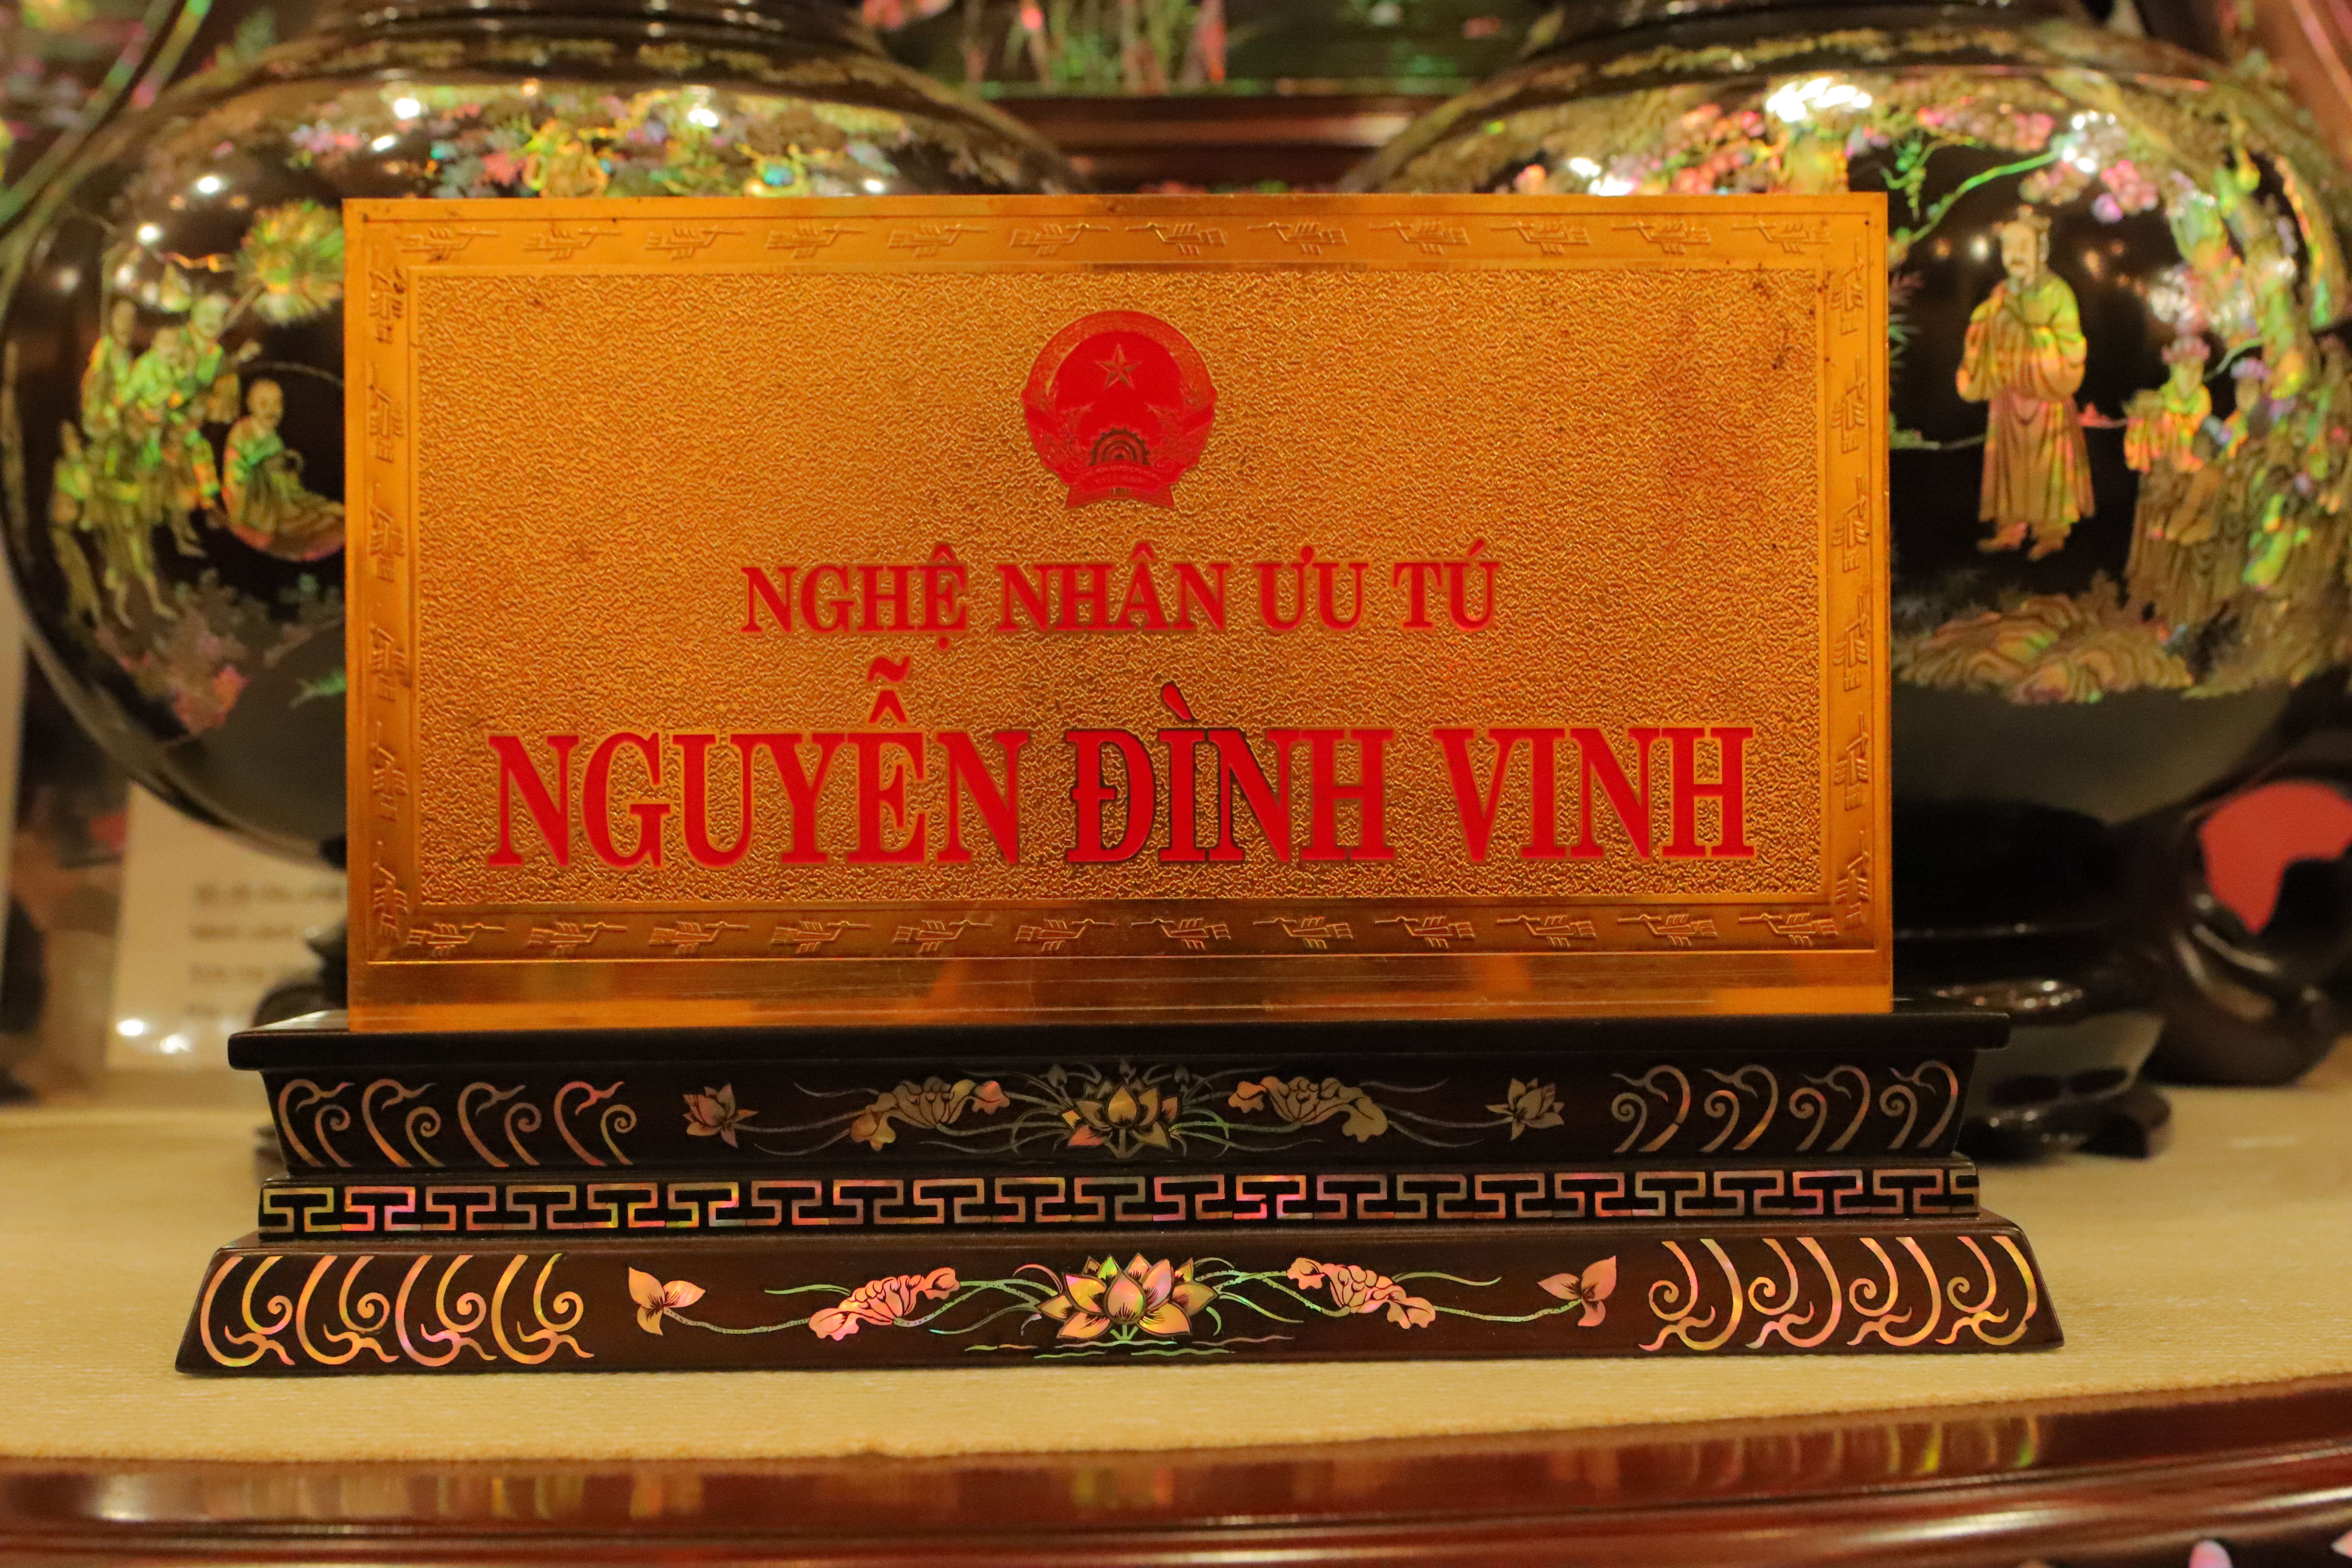 NGHỆ NHÂN ƯU TÚ
NGUYỄN ĐÌNH VINH